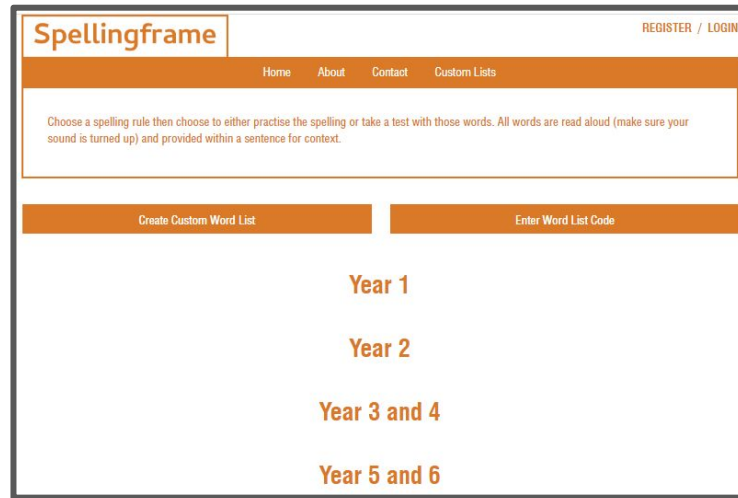 Spellingframe
REGISTER / LOGIN
Home About Contact Custom Lists
Choose a spelling rule then choose to either practise the spelling or take a test with those words. All words are read aloud (make sure your
sound is turned up) and provided within a sentence for context.
Create Custom Word List
Enter Word List Code
Year 1
Year 2
Year 3 and 4
Year 5 and 6